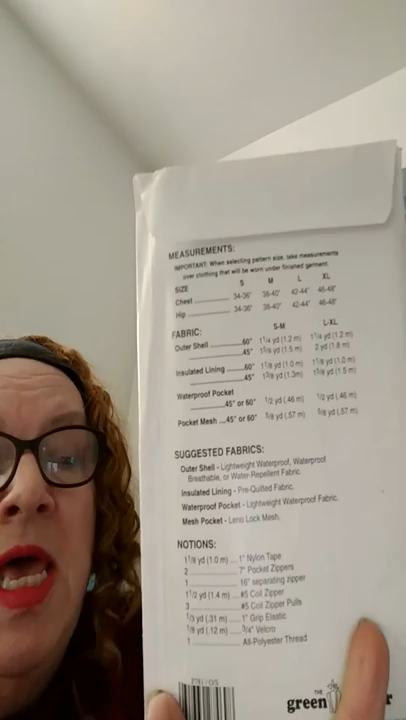 MEASUREMENTS:
IMPORTANT: When selecting pattern size, take measurements
over clothing that will be worn under finished garment.
SIZE S M L XL
Chest 34-36" 38-40" 42-44" 46-48"
Hip 34-36" 38-40" 42-44" 46-48"
FABRIC: S-M L-XL
Outer Shell 60" 1 1/4 yd (1.2 m) 1 1/4 yd (1.2 m)
45" 1 5/8 yd (1.5 m) 2 yd (1.8 m)
Insulated Lining 60" 1 1/8 yd (1.0 m) 1 1/8 yd (1.0 m)
45" 1 3/8 yd (1.3m) 1 5/8 yd (1.5 m)
Waterproof Pocket
45" or 60" 1/2 yd (.46 m) 1/2 yd (.46 m)
Pocket Mesh 45" or 60" 5/8 yd (.57 m) 5/8 yd (.57 m)
SUGGESTED FABRICS:
Outer Shell - Lightweight Waterproof, Waterproof
Breathable, or Water-Repellent Fabric.
Insulated Lining - Pre-Quilted Fabric.
Waterproof Pocket - Lightweight Waterproof Fabric.
Mesh Pocket - Leno Lock Mesh.
NOTIONS:
1 1/8 yd (1.0 m) .... 1" Nylon Tape
2 7" Pocket Zippers
1 16" separating zipper
1 1/2 yd (1.4 m) .... #5 Coil Zipper
3 #5 Coil Zipper Pulls
1/3 yd (.31 m) .... 1" Grip Elastic
1/8 yd (.12 m) .... 3/4" Velcro
1 All-Polyester Thread
THE
green